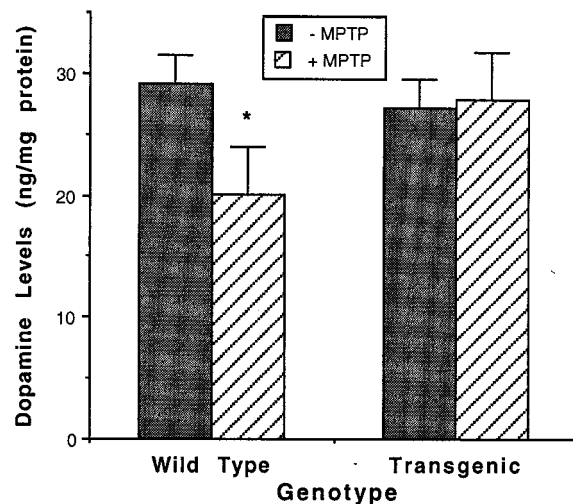 - MPTP
+ MPTP
30
20
10
0
*
Dopamine Levels (ng/mg protein)
Wild Type
Transgenic
Genotype